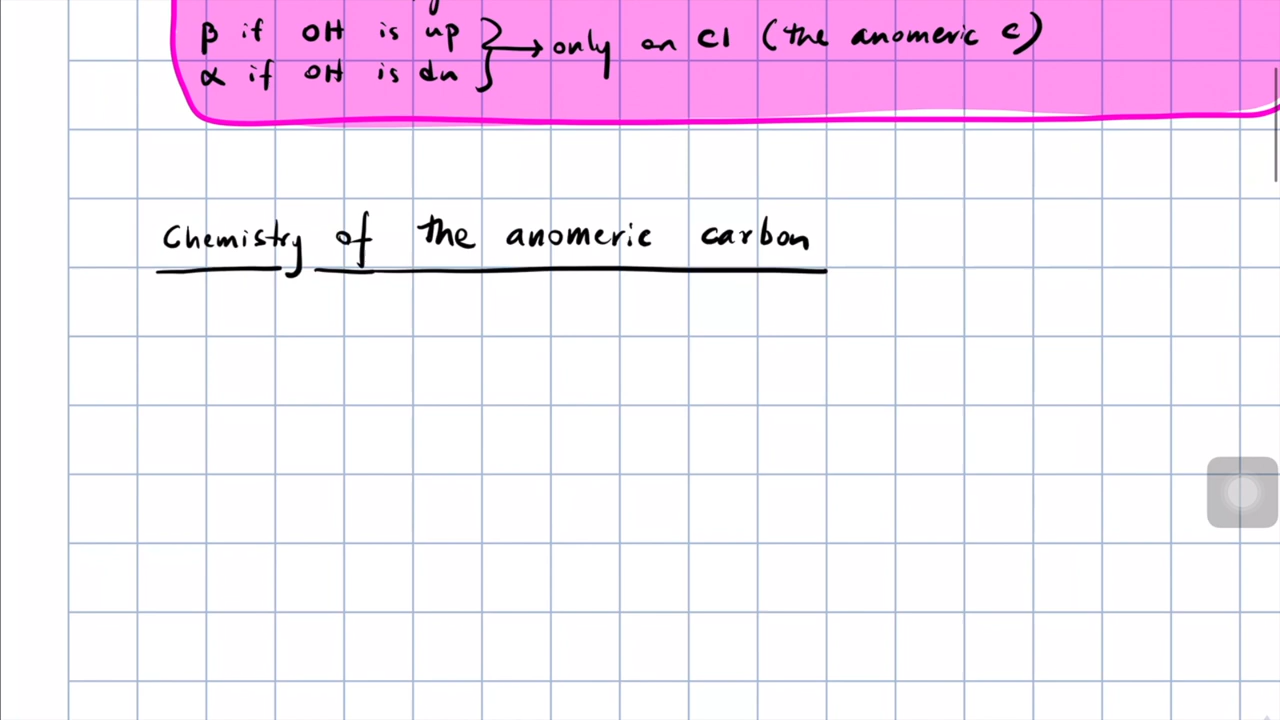 β if OH is up
α if OH is dn
→ only on C1 (the anomeric C)
Chemistry of the anomeric carbon